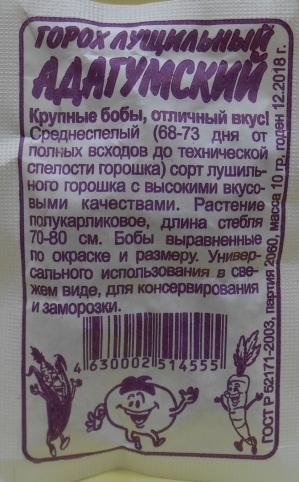 ГОРОХ ЛУЩИЛЬНЫЙ
АДАГУМСКИЙ
Крупные бобы, отличный вкус!
Среднеспелый (68-73 дня от
полных всходов до технической
спелости горошка) сорт лущиль-
ного горошка с высокими вкусо-
выми качествами. Растение
полукарликовое, длина стебля
70-80 см. Бобы выравненные
по окраске и размеру. Универ-
сального использования в све-
жем виде, для консервирования
и заморозки.
4 630002 514555
ГОСТ Р 52171-2003, партия 2060, масса 10 гр, годен 12.2018 г.